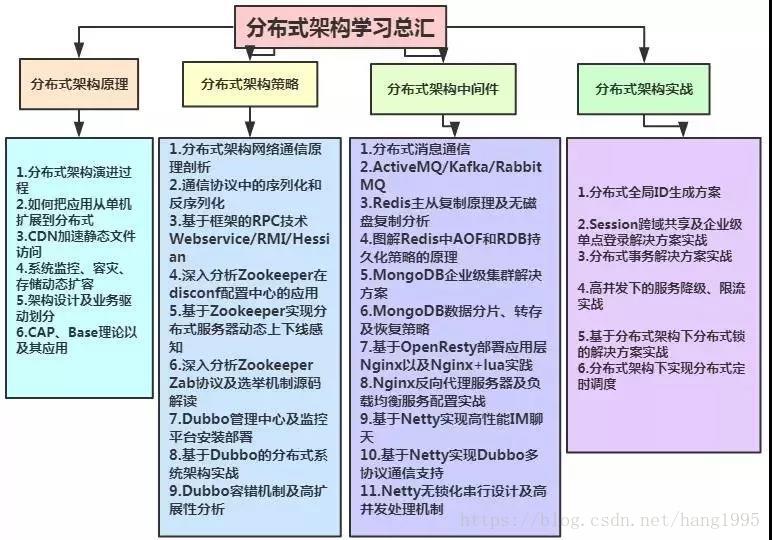 分布式架构学习总汇
分布式架构原理
分布式架构策略
分布式架构中间件
分布式架构实战
1.分布式架构演进过
程
2.如何把应用从单机
扩展到分布式
3.CDN加速静态文件
访问
4.系统监控、容灾、
存储动态扩容
5.架构设计及业务驱
动划分
6.CAP、Base理论以
及其应用
1.分布式架构网络通信原
理剖析
2.通信协议中的序列化和
反序列化
3.基于框架的RPC技术
Webservice/RMI/Hessi
an
4.深入分析Zookeeper在
disconf配置中心的应用
5.基于Zookeeper实现分
布式服务器动态上下线感
知
6.深入分析Zookeeper
Zab协议及选举机制源码
解读
7.Dubbo管理中心及监控
平台安装部署
8.基于Dubbo的分布式系
统架构实战
9.Dubbo容错机制及高扩
展性分析
1.分布式消息通信
2.ActiveMQ/Kafka/Rabbit
MQ
3.Redis主从复制原理及无磁
盘复制分析
4.图解Redis中AOF和RDB持
久化策略的原理
5.MongoDB企业级集群解决
方案
6.MongoDB数据分片、转存
及恢复策略
7.基于OpenResty部署应用层
Nginx以及Nginx+lua实践
8.Nginx反向代理服务器及负
载均衡服务配置实战
9.基于Netty实现高性能IM聊
天
10.基于Netty实现Dubbo多
协议通信支持
11.Netty无锁化串行设计及高
并发处理机制
1.分布式全局ID生成方案
2.Session跨域共享及企业级
单点登录解决方案实战
3.分布式事务解决方案实战
4.高并发下的服务降级、限流
实战
5.基于分布式架构下分布式锁
的解决方案实战
6.分布式架构下实现分布式定
时调度
https://blog.csdn.net/hang1995